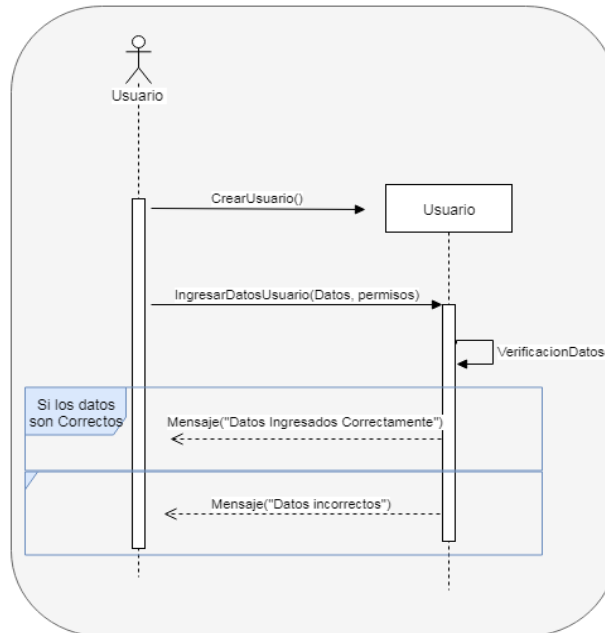 Usuario
CrearUsuario()
Usuario
IngresarDatosUsuario(Datos, permisos)
VerificacionDatos
Si los datos
son Correctos
Mensaje("Datos Ingresados Correctamente")
Mensaje("Datos incorrectos")